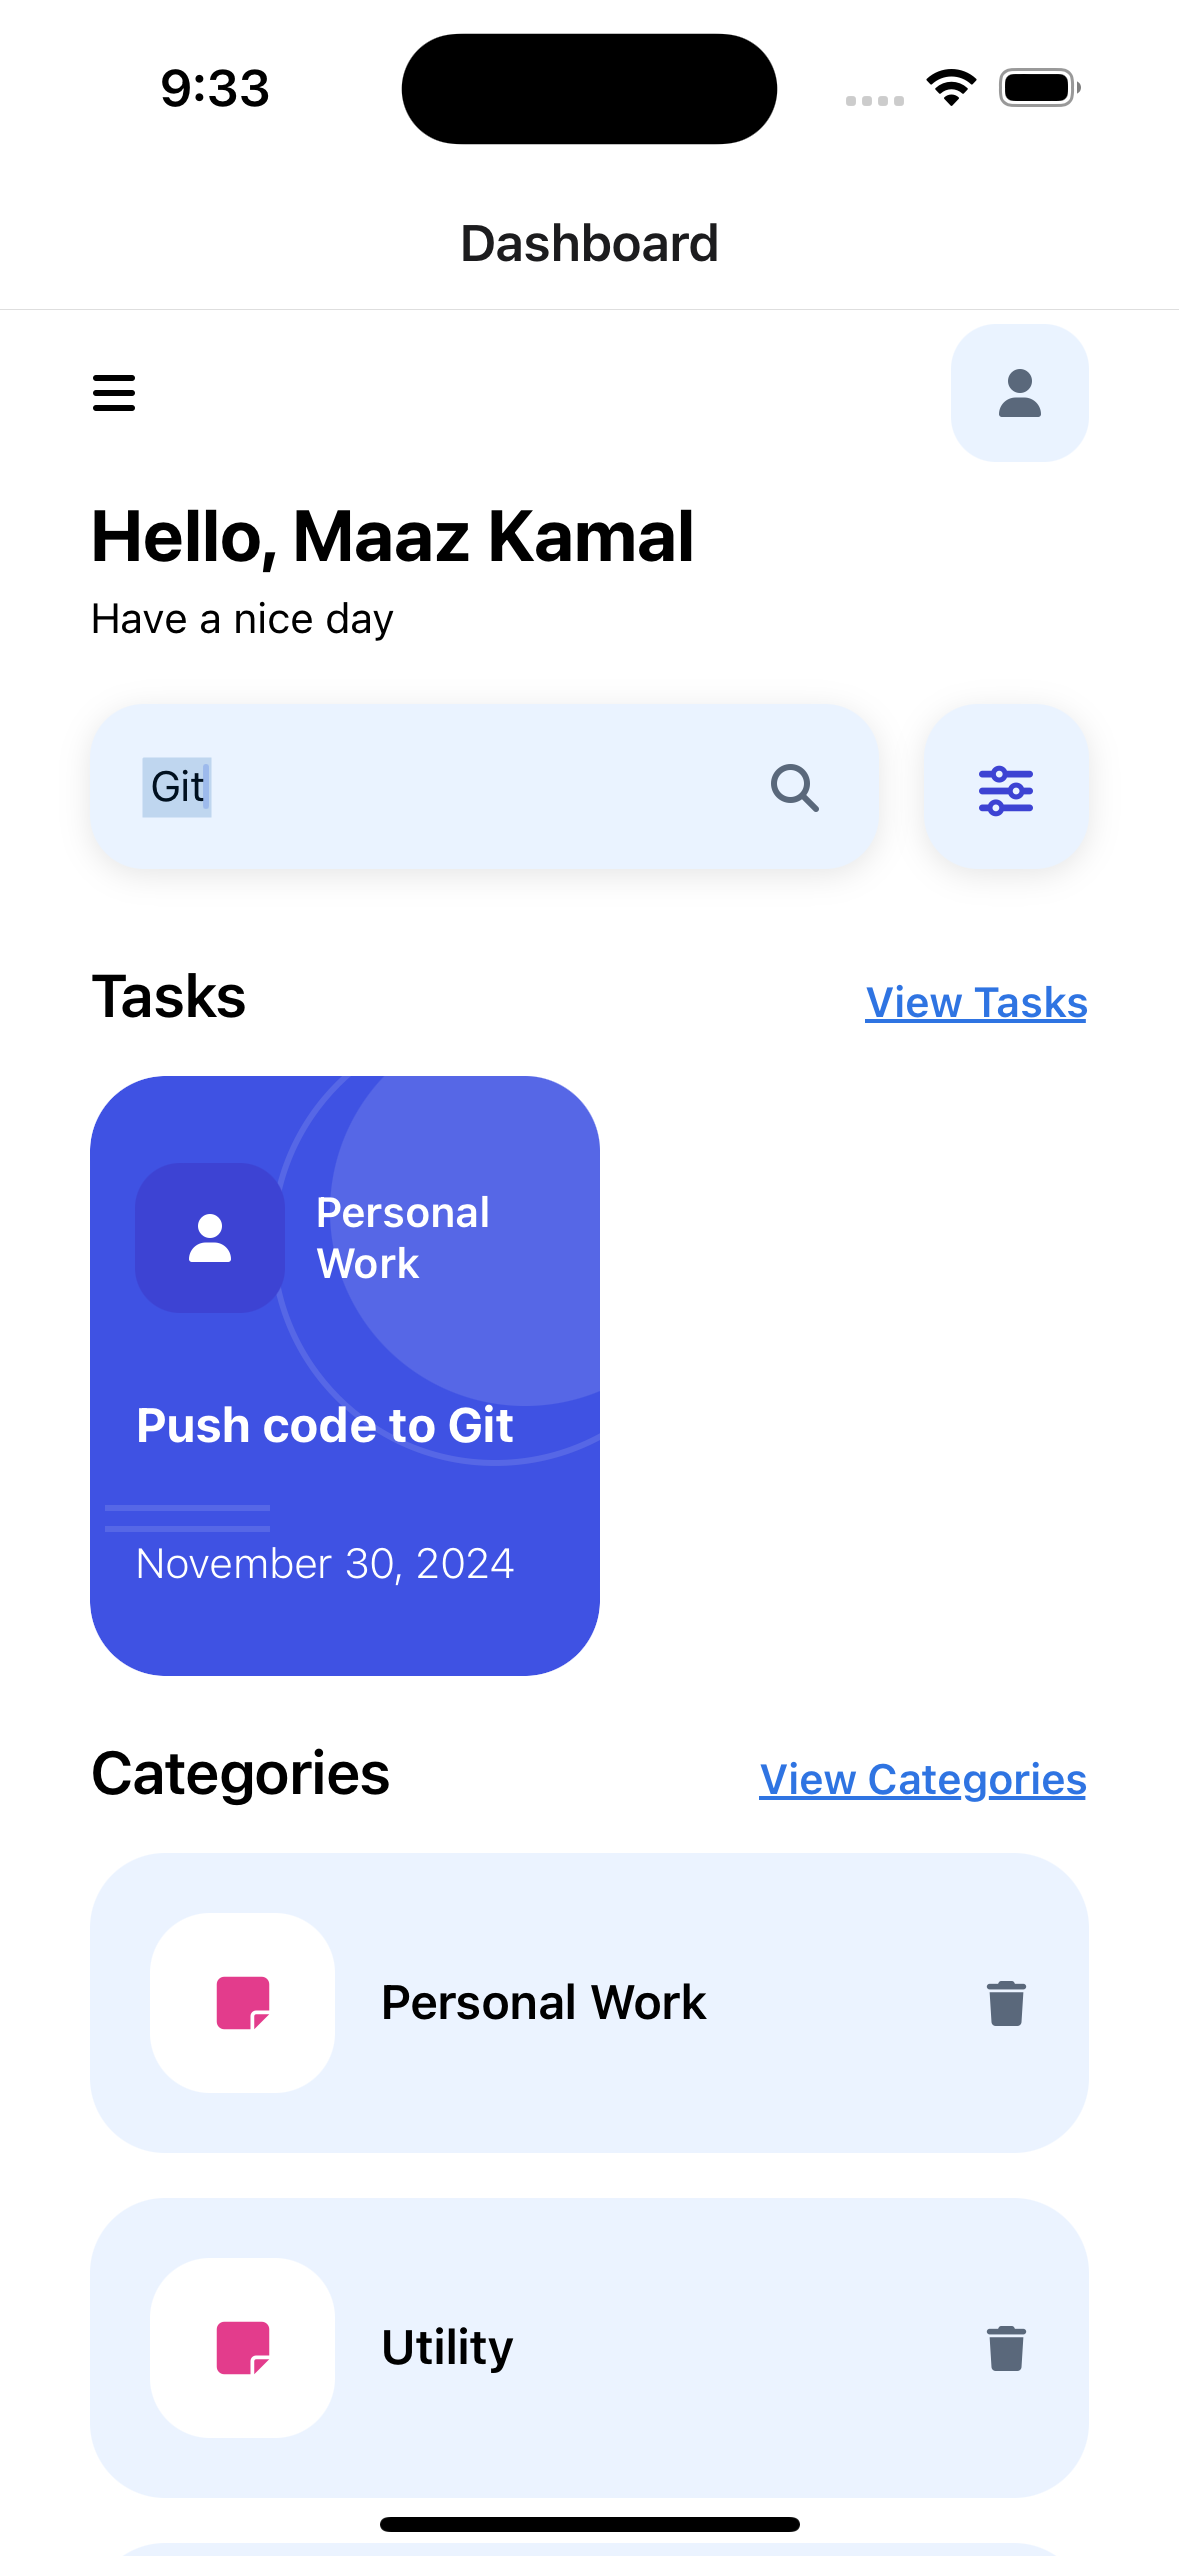 9:33
Dashboard
Hello, Maaz Kamal
Have a nice day
Git
Tasks
View Tasks
Personal
Work
Push code to Git
November 30, 2024
Categories
View Categories
Personal Work
Utility